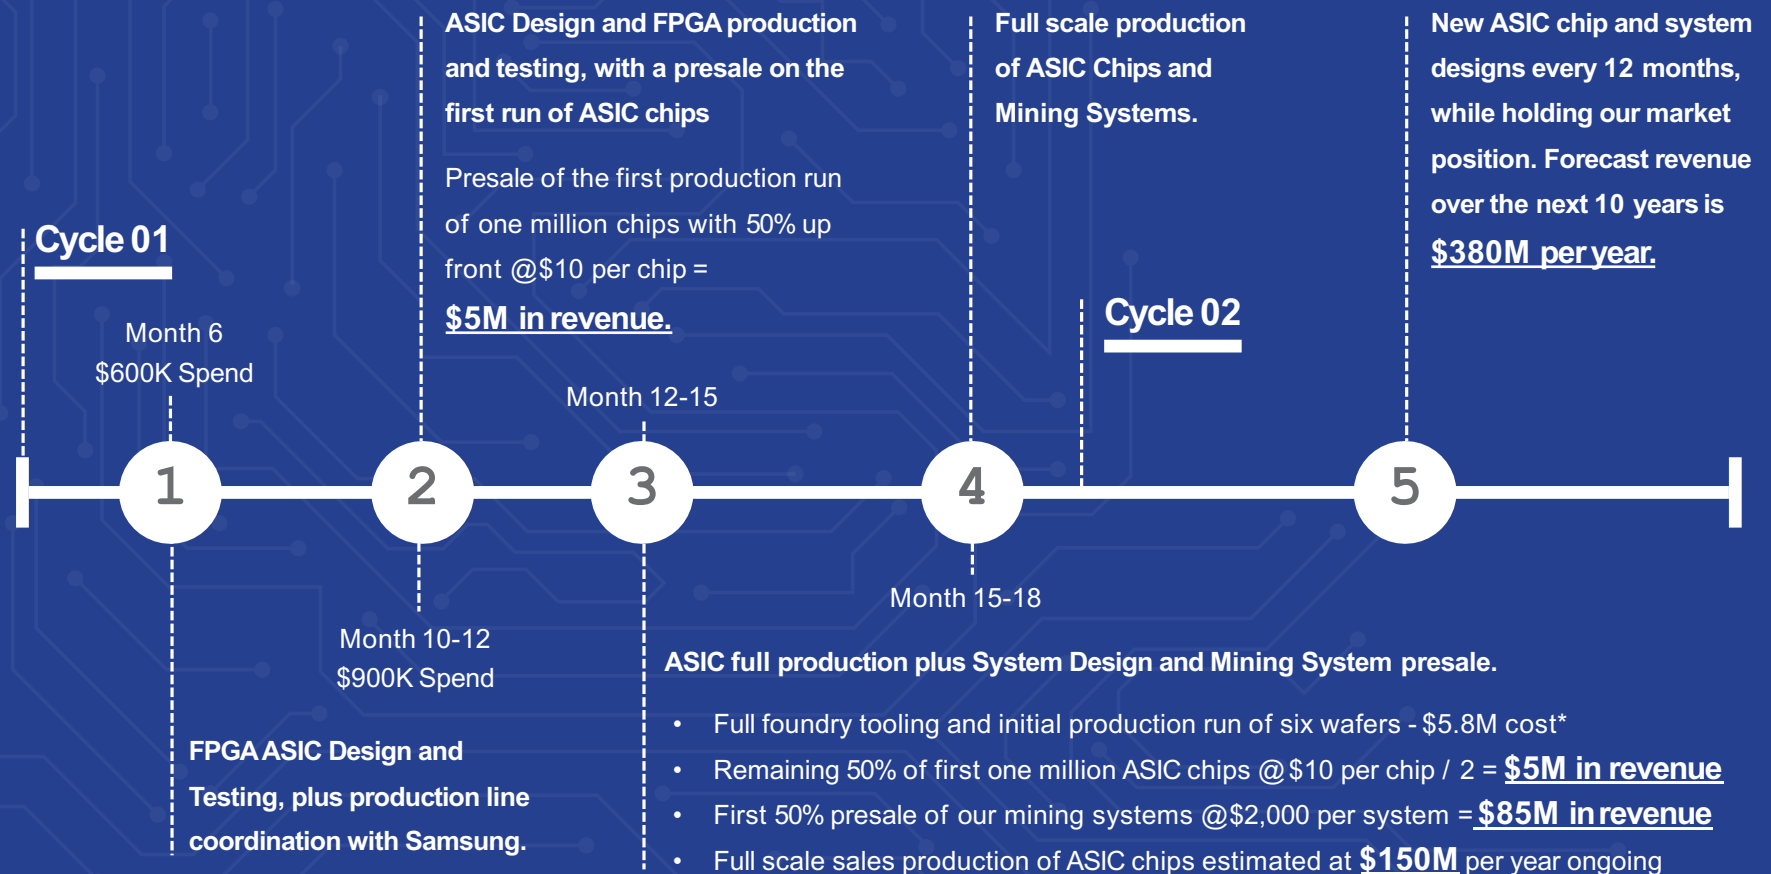 Cycle 01
Month 6
$600K Spend
1
FPGA ASIC Design and
Testing, plus production line
coordination with Samsung.
ASIC Design and FPGA production
and testing, with a presale on the
first run of ASIC chips
Presale of the first production run
of one million chips with 50% up
front @$10 per chip =
$5M in revenue.
2
Month 10-12
$900K Spend
Month 12-15
3
ASIC full production plus System Design and Mining System presale.
• Full foundry tooling and initial production run of six wafers - $5.8M cost*
• Remaining 50% of first one million ASIC chips @ $10 per chip / 2 = $5M in revenue
• First 50% presale of our mining systems @$2,000 per system = $85M in revenue
• Full scale sales production of ASIC chips estimated at $150M per year ongoing
Full scale production
of ASIC Chips and
Mining Systems.
4
Month 15-18
Cycle 02
New ASIC chip and system
designs every 12 months,
while holding our market
position. Forecast revenue
over the next 10 years is
$380M per year.
5